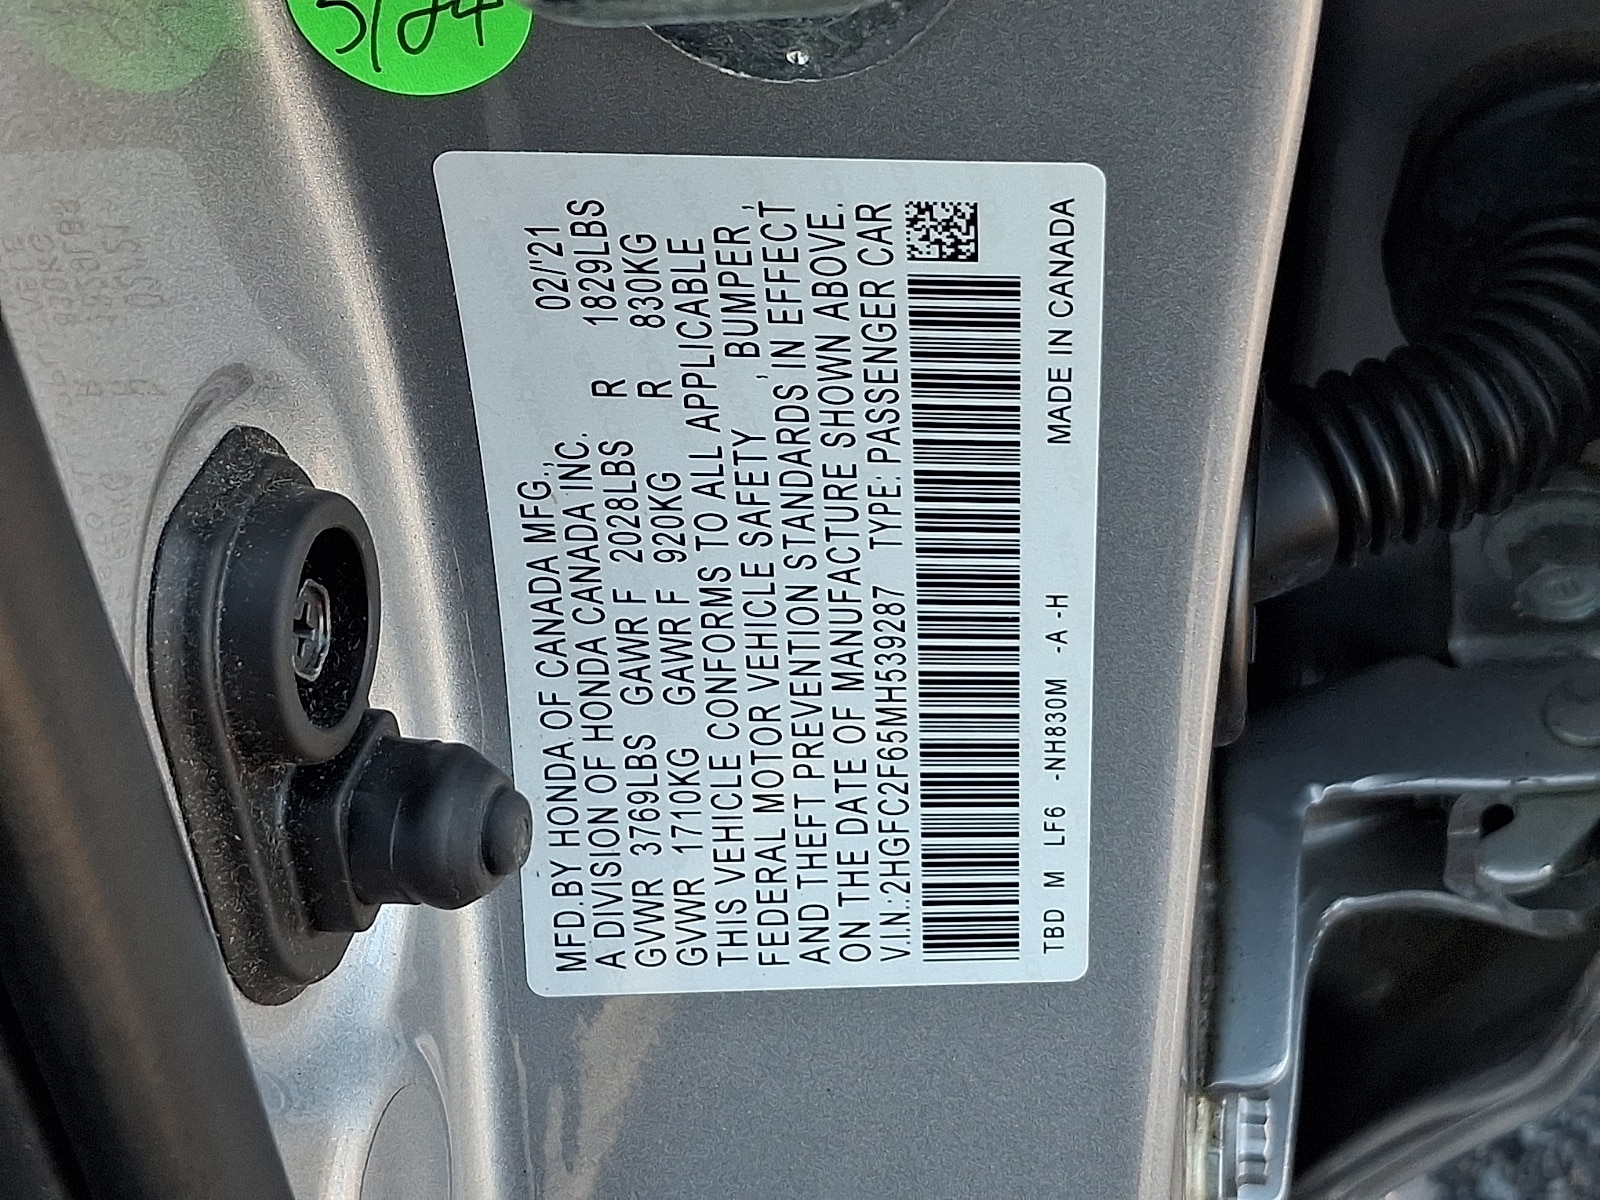 5/24
MFD.BY HONDA OF CANADA MFG., 02/'21
A DIVISION OF HONDA CANADA INC.
GVWR 3769LBS GAWR F 2028LBS R 1829LBS
GVWR 1710KG GAWR F 920KG R 830KG
THIS VEHICLE CONFORMS TO ALL APPLICABLE
FEDERAL MOTOR VEHICLE SAFETY , BUMPER,
AND THEFT PREVENTION STANDARDS IN EFFECT
ON THE DATE OF MANUFACTURE SHOWN ABOVE.
V.I.N.:2HGFC2F65MH539287 TYPE: PASSENGER CAR
TBD M LF6 -NH830M -A -H MADE IN CANADA